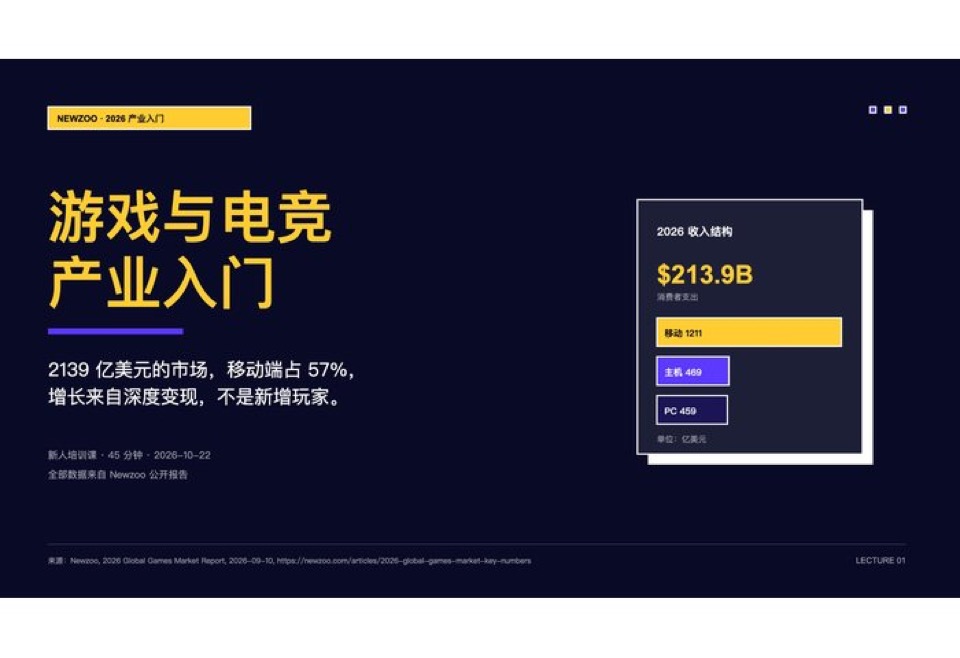 NEWZOO · 2026 产业入门
游戏与电竞
产业入门
2139 亿美元的市场，移动端占 57%，
增长来自深度变现，不是新增玩家。
新人培训课 · 45 分钟 · 2026-10-22
全部数据来自 Newzoo 公开报告
2026 收入结构
$213.9B
消费者支出
移动 1211
主机 469
PC 459
单位：亿美元
来源：Newzoo, 2026 Global Games Market Report, 2026-09-10, https://newzoo.com/articles/2026-global-games-market-key-numbers
LECTURE 01